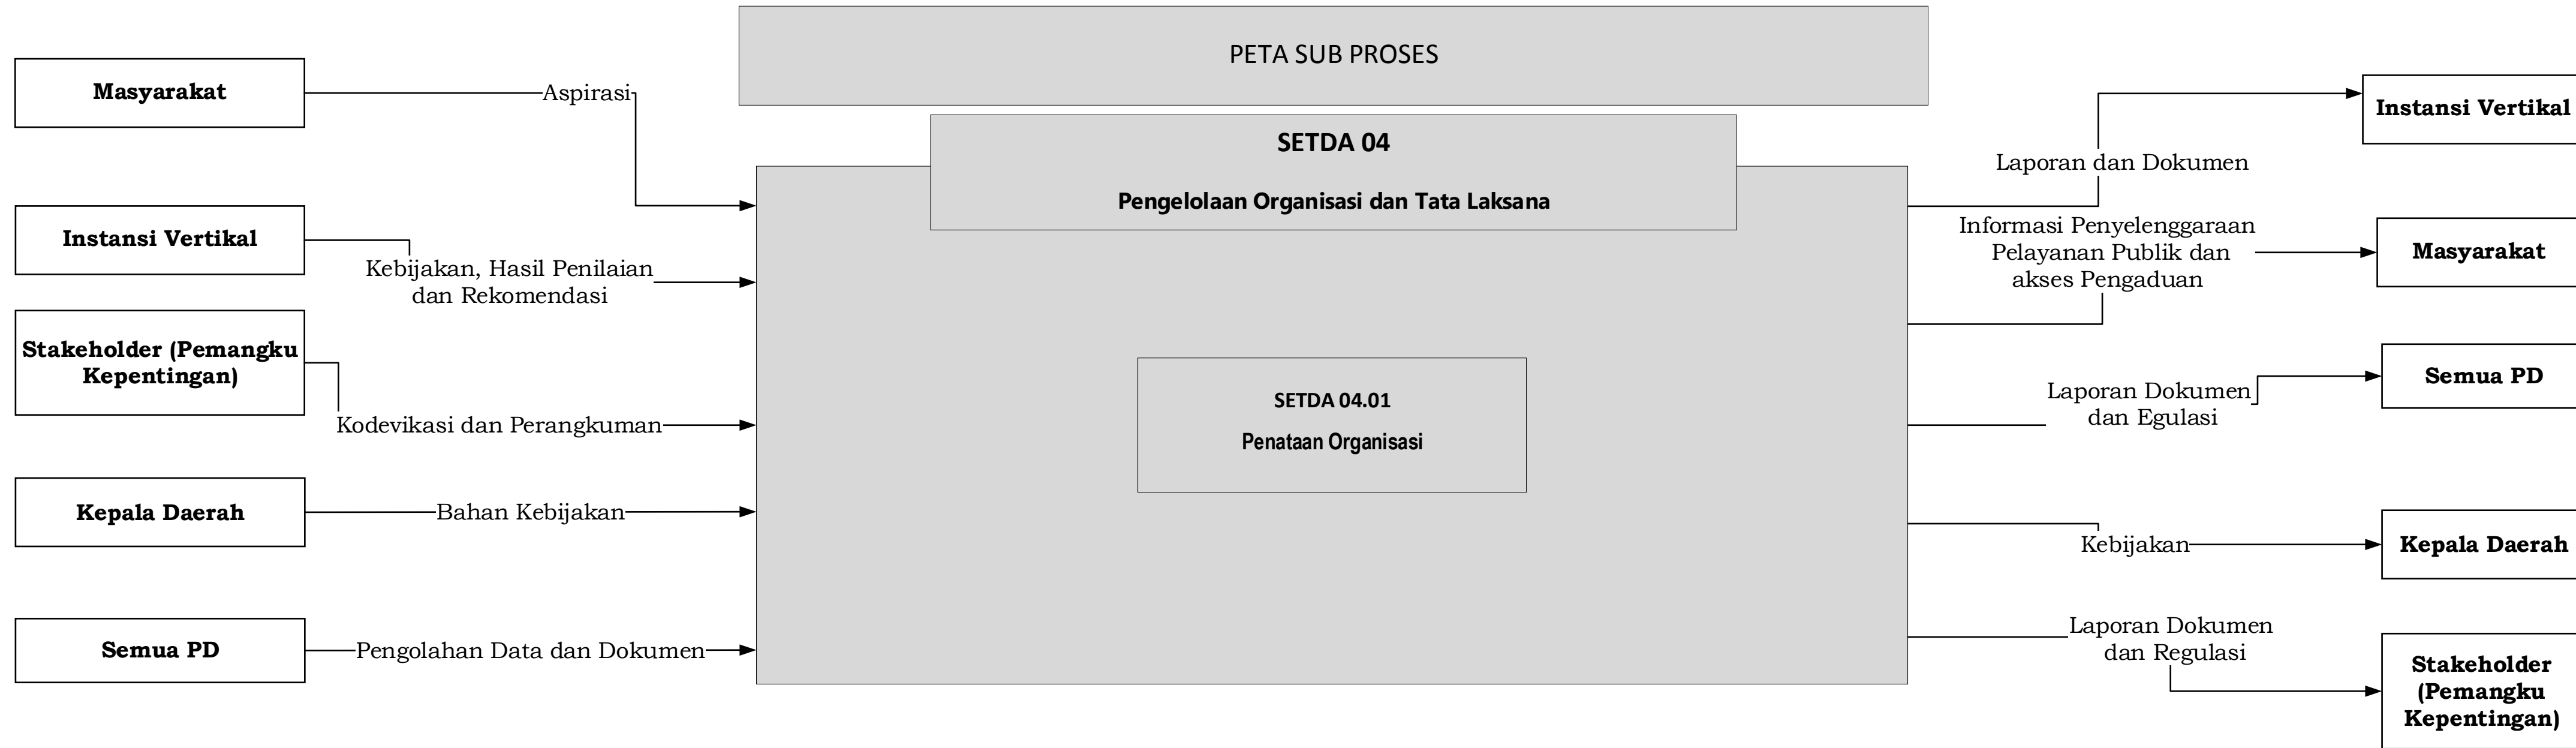 PETA SUB PROSES
SETDA 04
Pengelolaan Organisasi dan Tata Laksana
SETDA 04.01
Penataan Organisasi
Masyarakat
Aspirasi
Instansi Vertikal
Kebijakan, Hasil Penilaian
dan Rekomendasi
Stakeholder (Pemangku
Kepentingan)
Kodevikasi dan Perangkuman
Kepala Daerah
Bahan Kebijakan
Semua PD
Pengolahan Data dan Dokumen
Laporan dan Dokumen
Instansi Vertikal
Informasi Penyelenggaraan
Pelayanan Publik dan
akses Pengaduan
Masyarakat
Laporan Dokumen
dan Egulasi
Semua PD
Kebijakan
Kepala Daerah
Laporan Dokumen
dan Regulasi
Stakeholder
(Pemangku
Kepentingan)